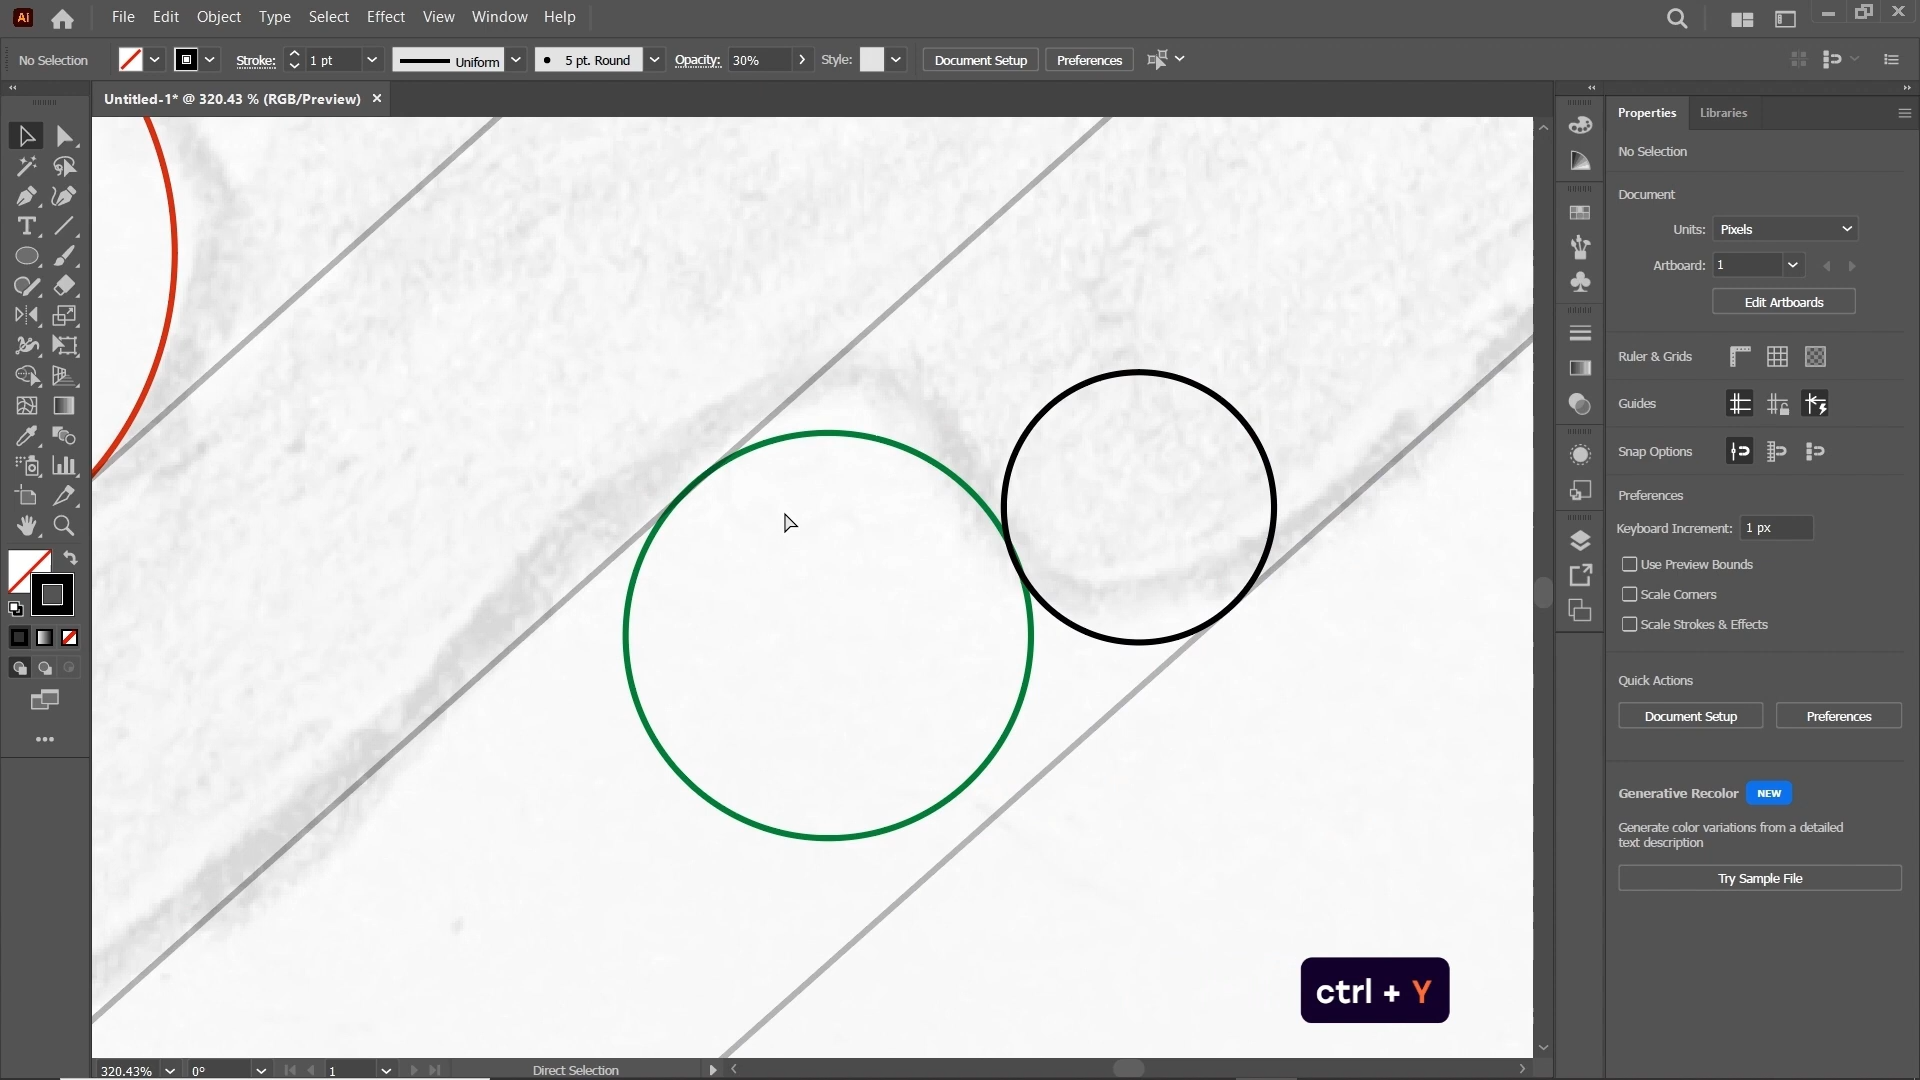 Ai File Edit Object Type Select Effect View Window Help
No Selection Stroke: 1 pt Uniform 5 pt. Round Opacity: 30% Style: Document Setup Preferences
Untitled-1* @ 320.43 % (RGB/Preview)
Properties Libraries
No Selection
Document
Units: Pixels
Artboard: 1
Edit Artboards
Ruler & Grids
Guides
Snap Options
Preferences
Keyboard Increment: 1 px
Use Preview Bounds
Scale Corners
Scale Strokes & Effects
Quick Actions
Document Setup Preferences
Generative Recolor NEW
Generate color variations from a detailed
text description
Try Sample File
ctrl + Y
320.43% 0° 1 Direct Selection